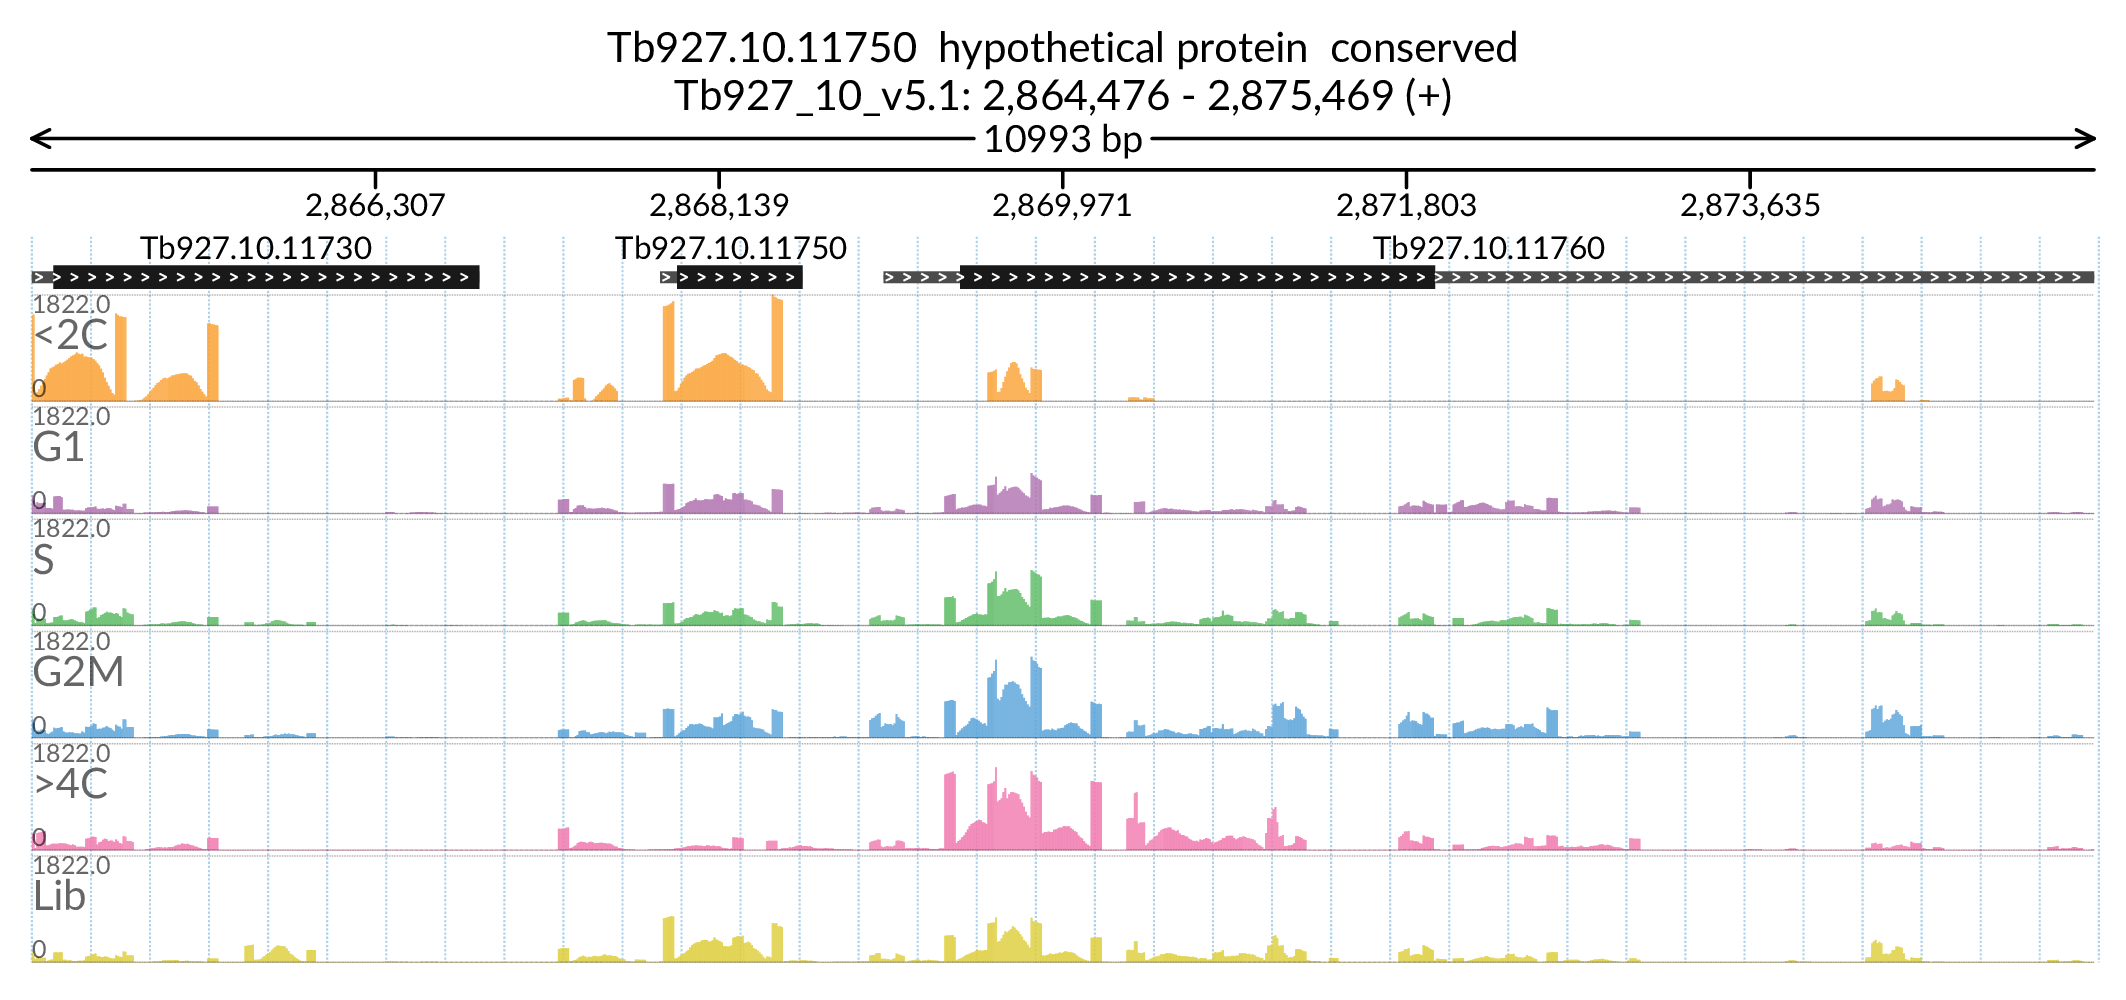 Tb927.10.11750  hypothetical protein  conserved
Tb927_10_v5.1: 2,864,476 - 2,875,469 (+)
10993 bp
2,866,307 2,868,139 2,869,971 2,871,803 2,873,635
Tb927.10.11730 Tb927.10.11750 Tb927.10.11760
1822.0
<2C
0
1822.0
G1
0
1822.0
S
0
1822.0
G2M
0
1822.0
>4C
0
1822.0
Lib
0